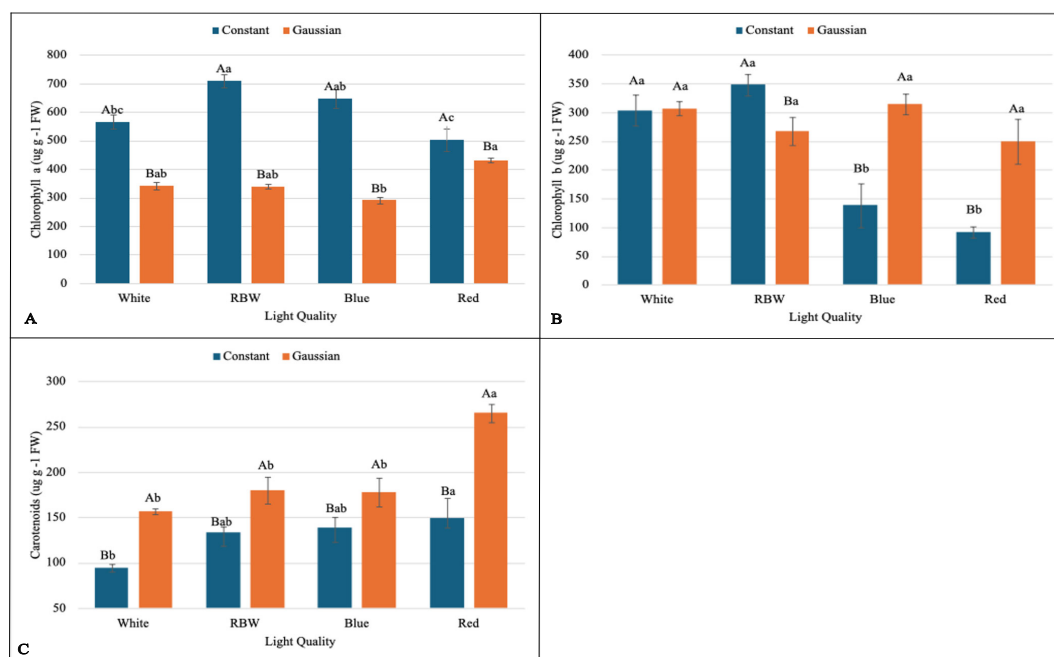 Constant Gaussian
800
700
600
500
400
300
200
100
0
Chlorophyll a (ug g -1 FW)
Abc
Bab
Aa
Bab
Aab
Bb
Ac
Ba
White RBW Blue Red
Light Quality
A
Constant Gaussian
400
350
300
250
200
150
100
50
0
Chlorophyll b (ug g -1 FW)
Aa
Aa
Aa
Ba
Bb
Aa
Bb
Aa
White RBW Blue Red
Light Quality
B
Constant Gaussian
300
250
200
150
100
50
Carotenoids (ug g -1 FW)
Bb
Ab
Bab
Ab
Bab
Ab
Ba
Aa
White RBW Blue Red
Light Quality
C